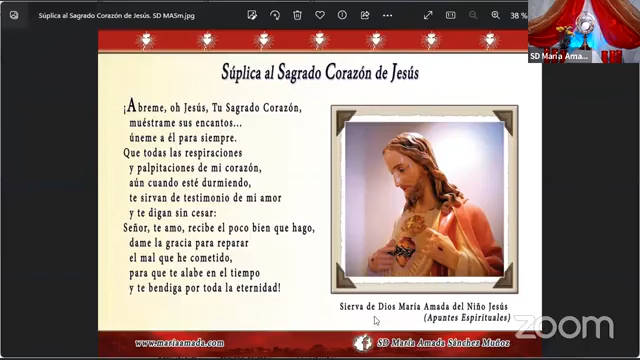 Súplica al Sagrado Corazón de Jesús. SD MASm.jpg
38 %
SD María Ama...
Súplica al Sagrado Corazón de Jesús
¡Abreme, oh Jesús, Tu Sagrado Corazón,
muéstrame sus encantos...
úneme a él para siempre.
Que todas las respiraciones
y palpitaciones de mi corazón,
aún cuando esté durmiendo,
te sirvan de testimonio de mi amor
y te digan sin cesar:
Señor, te amo, recibe el poco bien que hago,
dame la gracia para reparar
el mal que he cometido,
para que te alabe en el tiempo
y te bendiga por toda la eternidad!
Sierva de Dios María Amada del Niño Jesús
(Apuntes Espirituales)
www.mariaamada.com
SD María Amada Sánchez Muñoz
zoom